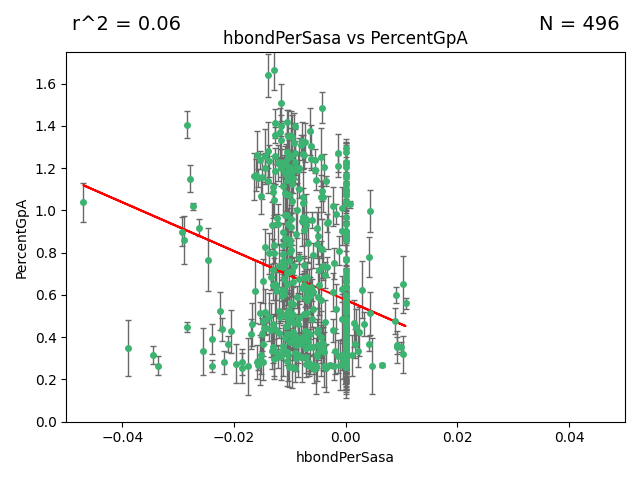 r^2 = 0.06
N = 496
hbondPerSasa vs PercentGpA
PercentGpA
1.6
1.4
1.2
1.0
0.8
0.6
0.4
0.2
0.0
−0.04 −0.02 0.00 0.02 0.04
hbondPerSasa